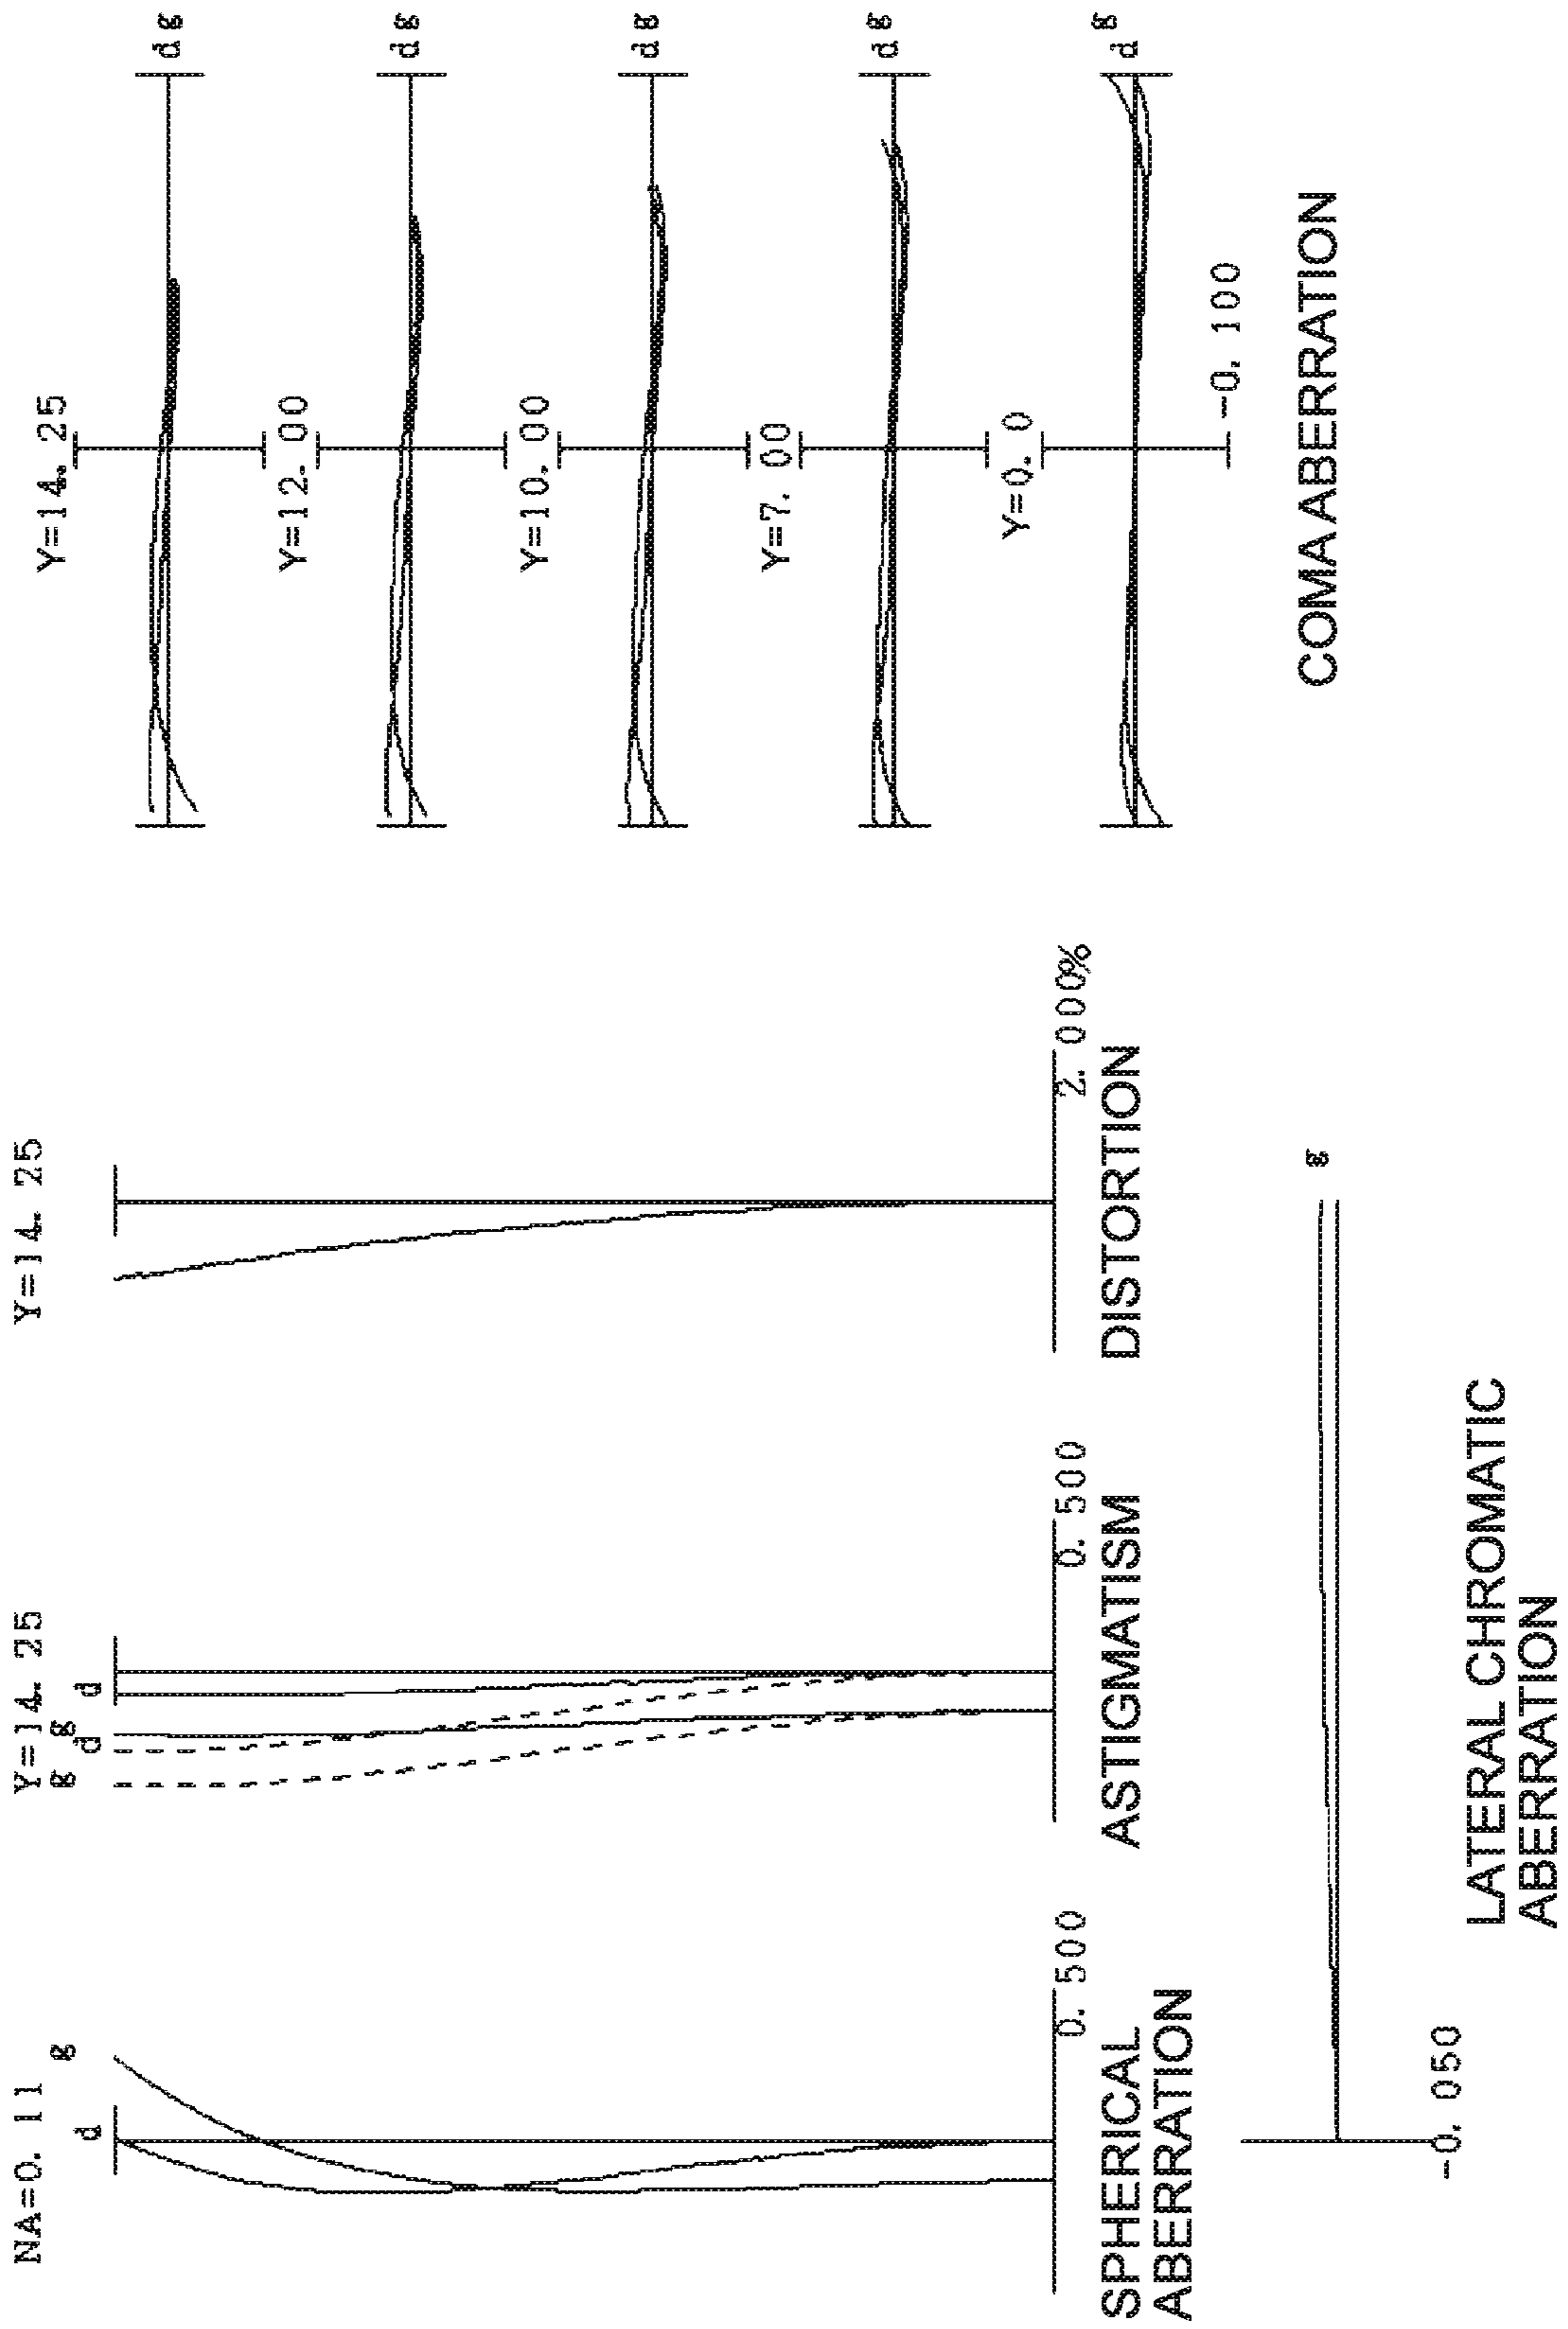 NA=0. 11
d
g
0. 500
SPHERICAL
ABERRATION
Y=14. 25
g
d
g
d
0. 500
ASTIGMATISM
Y=14. 25
2. 000%
DISTORTION
g
-0. 050
LATERAL CHROMATIC
ABERRATION
Y=14. 25
d g
Y=12. 00
d g
Y=10. 00
d g
Y=7. 00
d g
Y=0. 0
d g
-0. 100
COMA ABERRATION